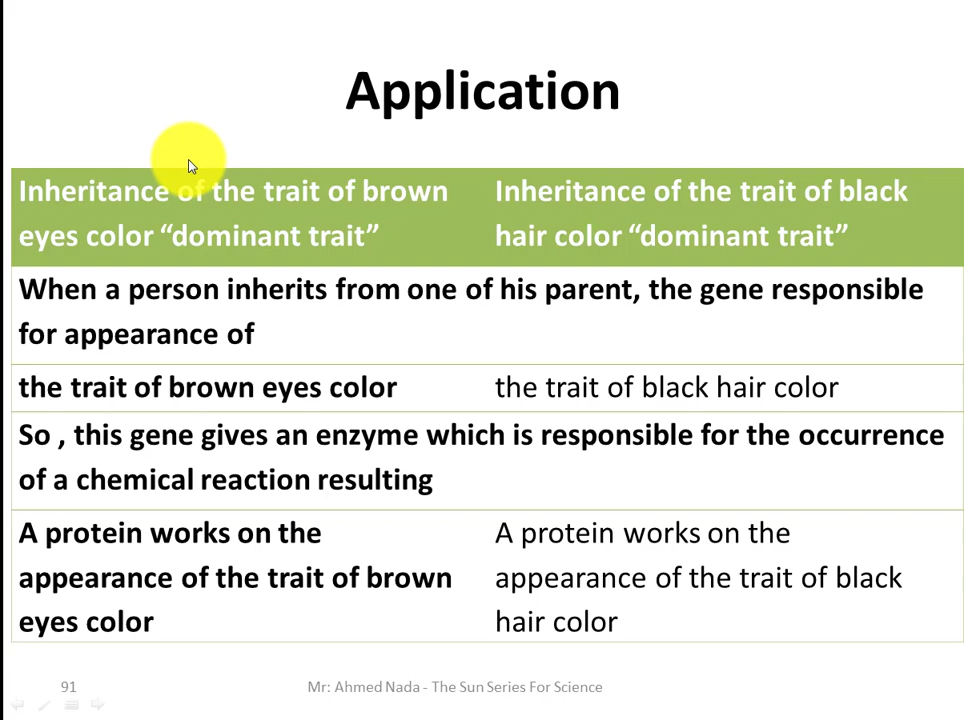 Application
Inheritance of the trait of brown
eyes color “dominant trait”
Inheritance of the trait of black
hair color “dominant trait”
When a person inherits from one of his parent, the gene responsible
for appearance of
the trait of brown eyes color
the trait of black hair color
So , this gene gives an enzyme which is responsible for the occurrence
of a chemical reaction resulting
A protein works on the
appearance of the trait of brown
eyes color
A protein works on the
appearance of the trait of black
hair color
91
Mr: Ahmed Nada - The Sun Series For Science